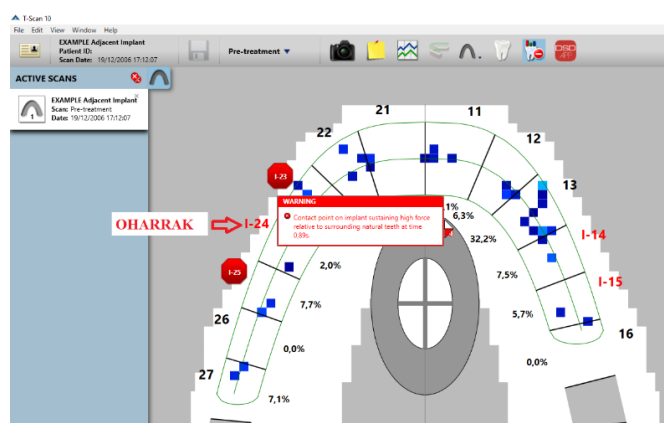 T-Scan 10
File Edit View Window Help
EXAMPLE Adjacent Implant
Patient ID:
Scan Date: 19/12/2006 17:12:07
Pre-treatment
ACTIVE SCANS
1
EXAMPLE Adjacent Implant
Scan: Pre-treatment
Date: 19/12/2006 17:12:07
21
11
22
12
I-23
13
WARNING
Contact point on implant sustaining high force
relative to surrounding natural teeth at time
0,89s.
1%
6,3%
OHARRAK
I-24
I-14
32,2%
I-25
2,0%
7,5%
I-15
7,7%
5,7%
26
16
0,0%
0,0%
27
7,1%